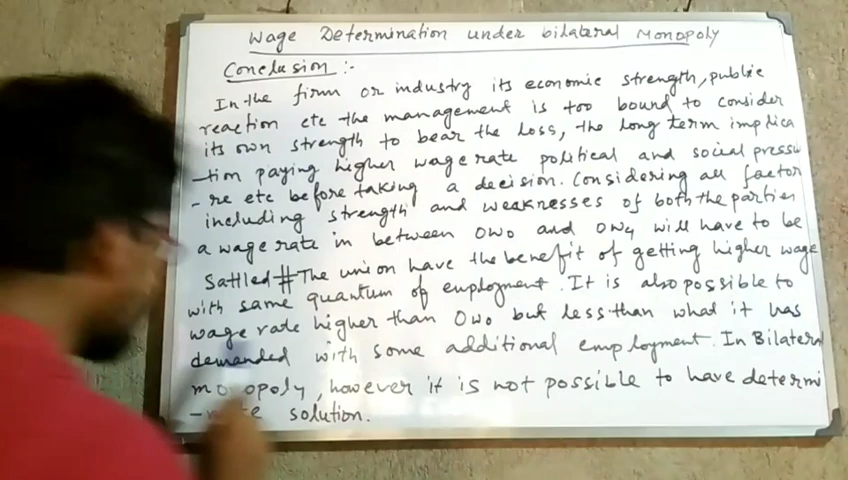 Wage Determination under bilateral Monopoly
Conclusion :-
In the firm or industry its economic strength, public
reaction etc the management is too bound to consider
its own strength to bear the loss, the long term implica
-tion paying higher wage rate political and social pressu
-re etc before taking a decision. Considering all factor
including strength and weaknesses of both the parties
a wage rate in between OW0 and OW4 will have to be
Sattled # The union have the benefit of getting higher wage
with same quantum of employment. It is also possible to
wage rate higher than OW0 but less than what it has
demanded with some additional employment. In Bilateral
monopoly, however it is not possible to have determi
-nate solution.